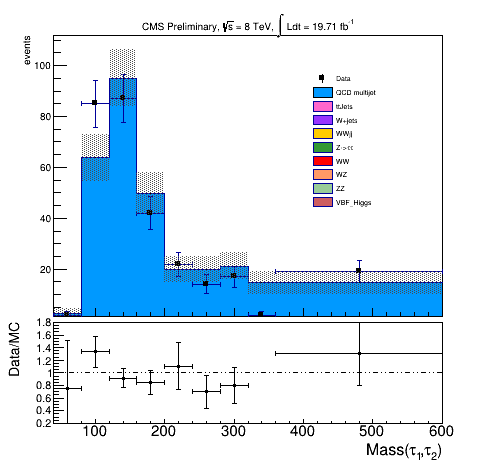 CMS Preliminary, √s = 8 TeV, ∫ Ldt = 19.71 fb⁻¹
events
100
80
60
40
20
Data
QCD multijet
ttJets
W+jets
WWjj
Z->ττ
WW
WZ
ZZ
VBF_Higgs
Data/MC
1.8
1.6
1.4
1.2
1
0.8
0.6
0.4
0.2
100 200 300 400 500 600
Mass(τ₁,τ₂)